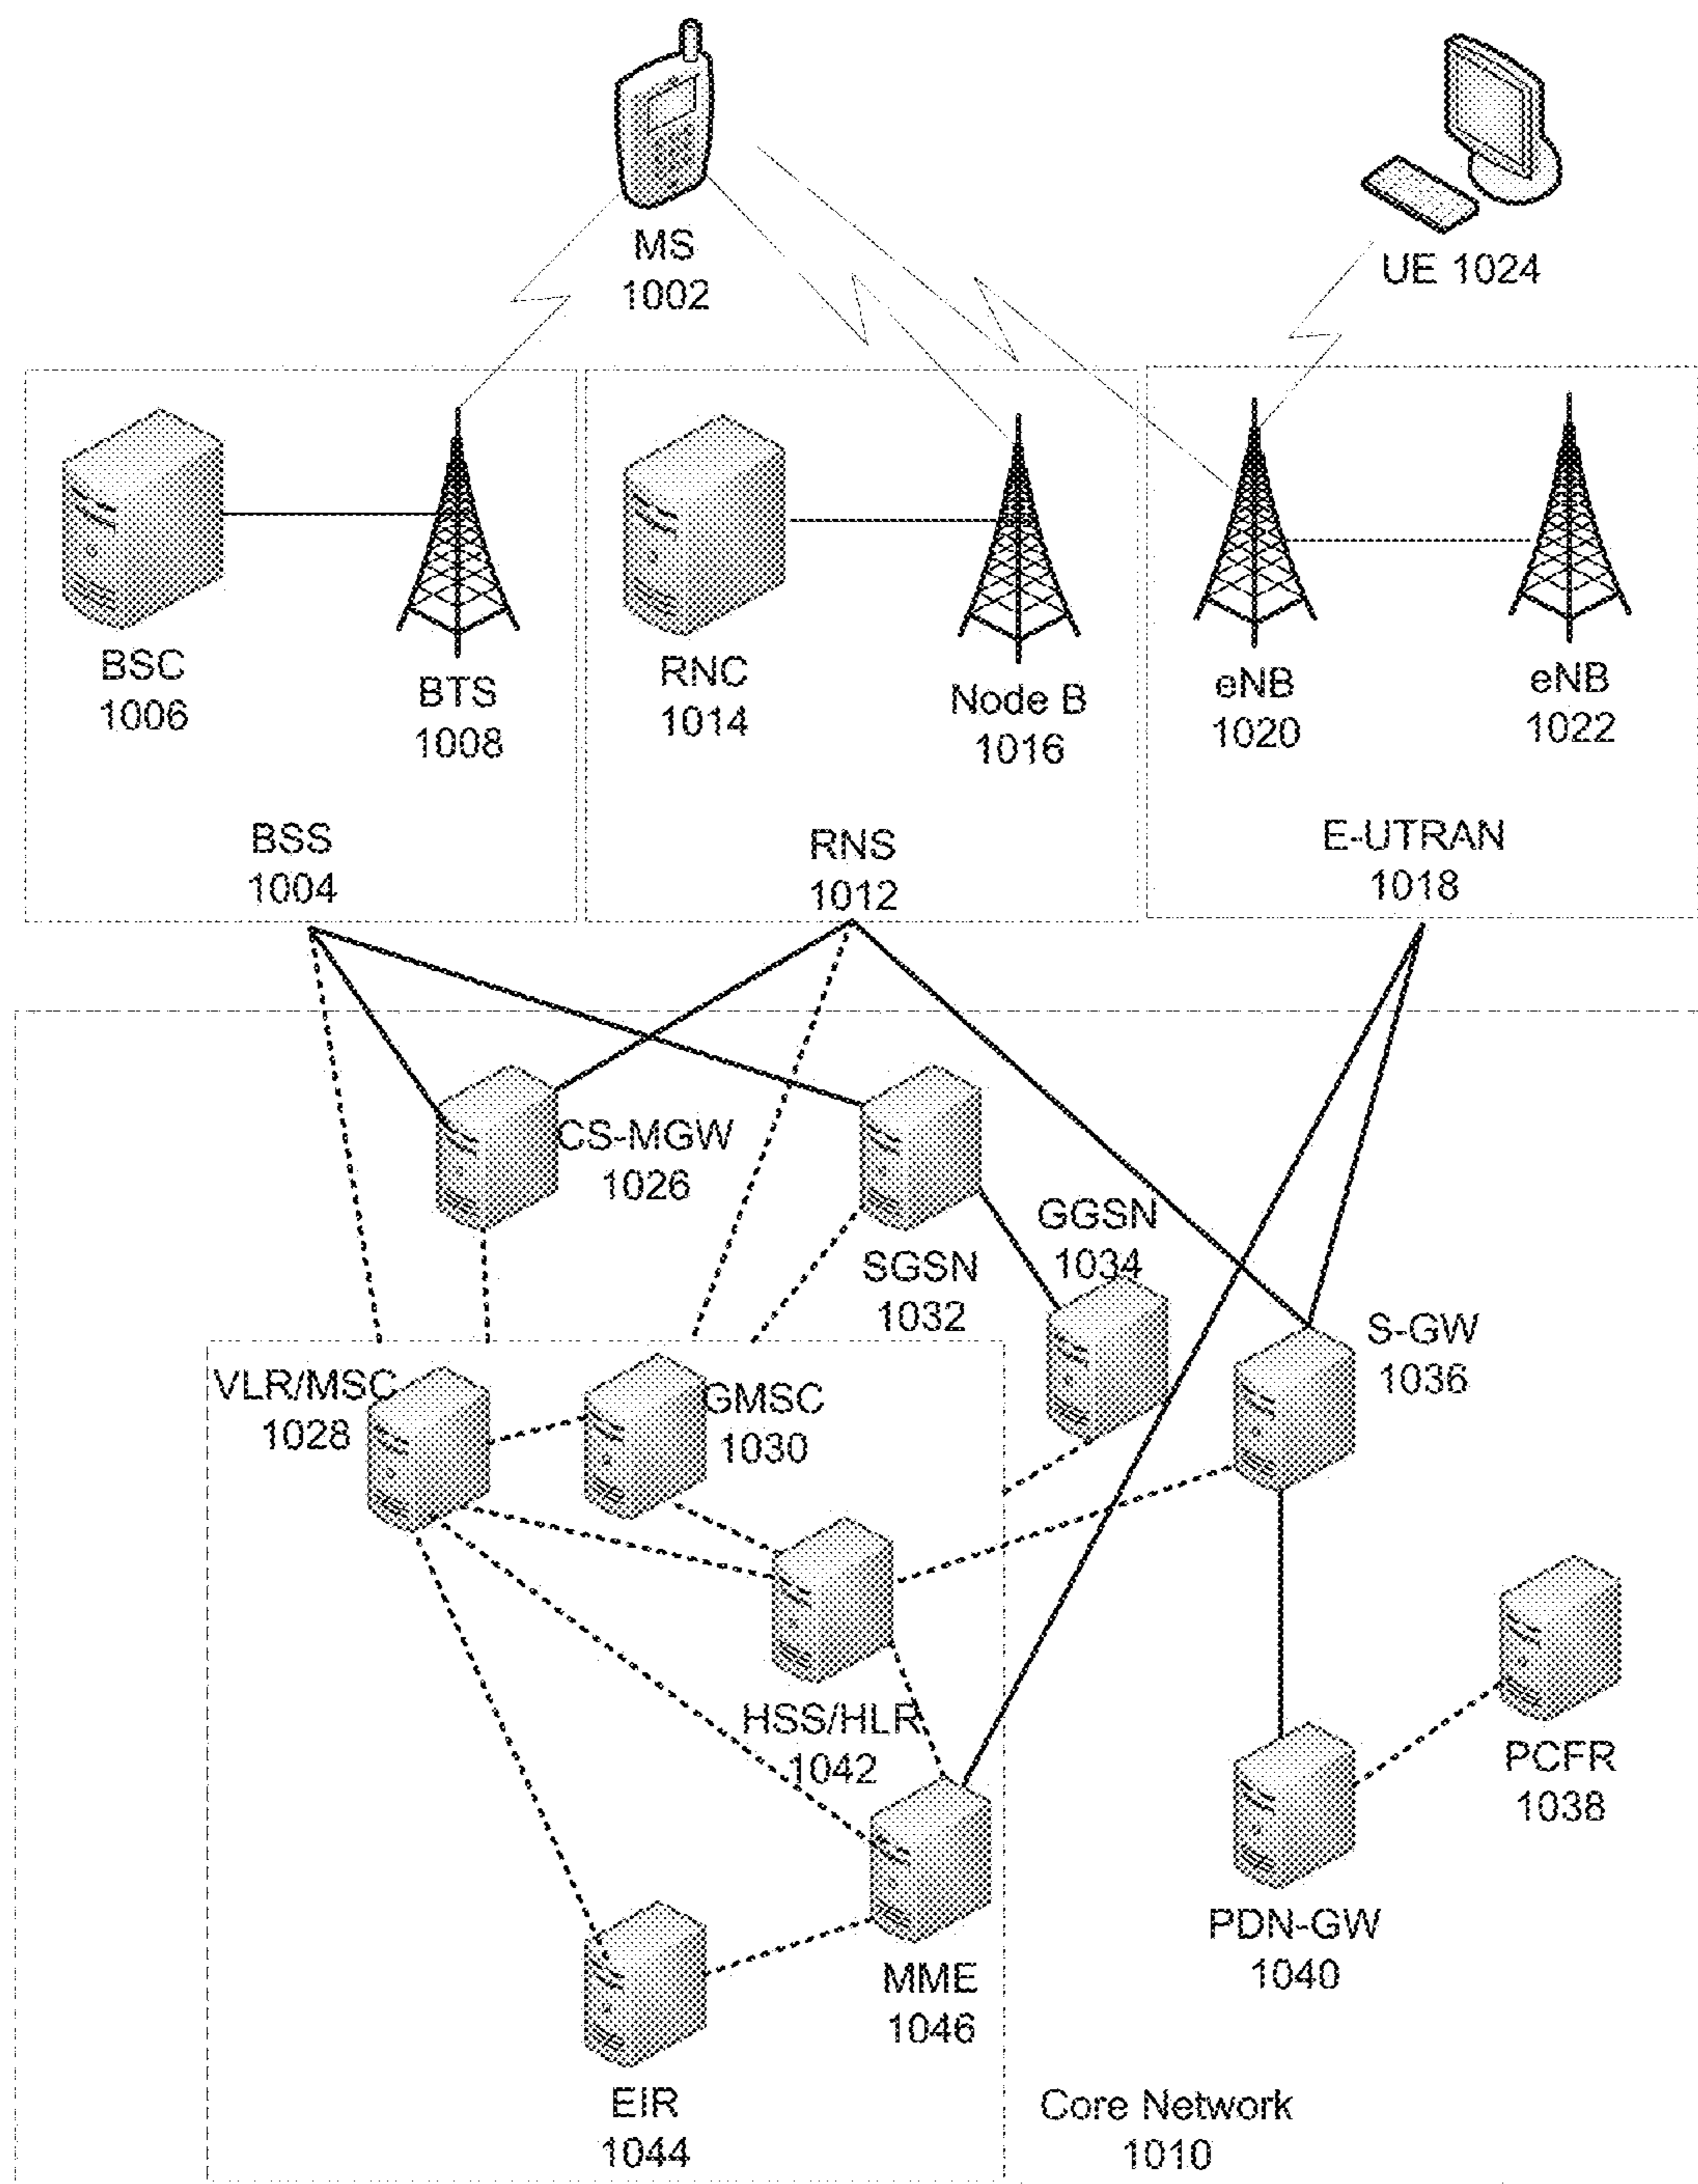 MS
1002
UE 1024
BSC
1006
BTS
1008
RNC
1014
Node B
1016
eNB
1020
eNB
1022
BSS
1004
RNS
1012
E-UTRAN
1018
CS-MGW
1026
SGSN
1032
GGSN
1034
S-GW
1036
VLR/MSC
1028
GMSC
1030
HSS/HLR
1042
PCFR
1038
PDN-GW
1040
MME
1046
EIR
1044
Core Network
1010